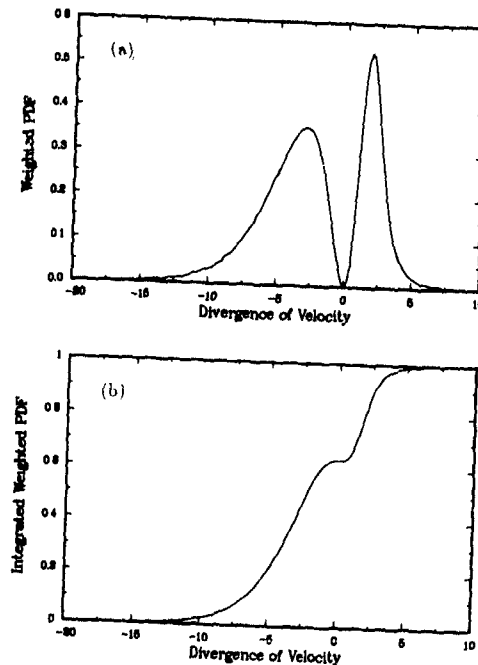 0.6
0.5
0.4
0.3
0.2
0.1
0.0
Weighted PDF
(a)
-20 -15 -10 -5 0 5 10
Divergence of Velocity
1
0.8
0.6
0.4
0.2
0
Integrated Weighted PDF
(b)
-20 -15 -10 -5 0 5 10
Divergence of Velocity